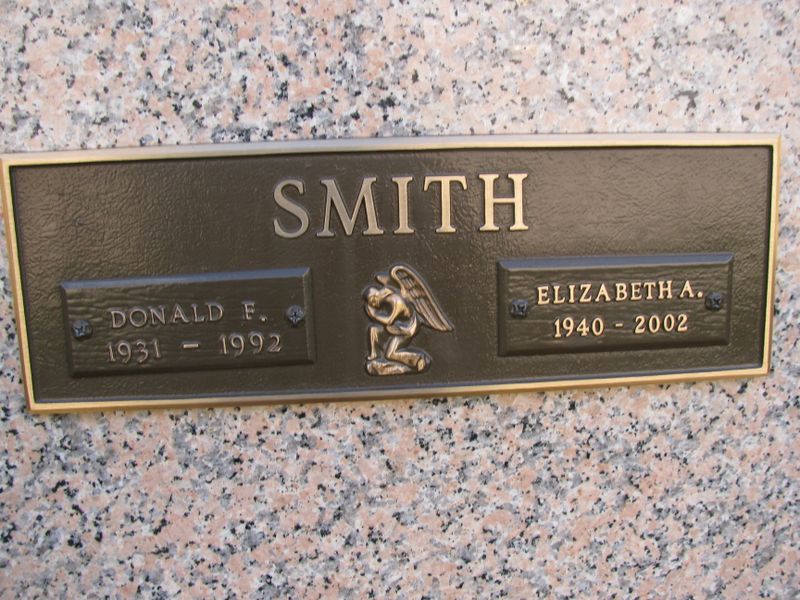 SMITH
DONALD F.
1931 - 1992
ELIZABETH A.
1940 - 2002